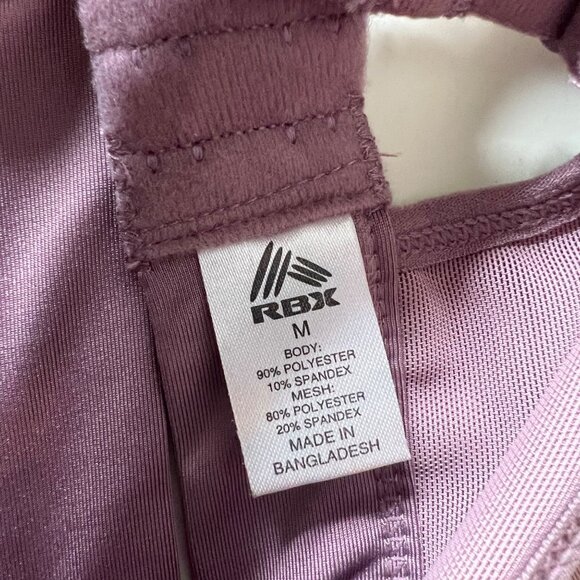 RBX
M
BODY:
90% POLYESTER
10% SPANDEX
MESH:
80% POLYESTER
20% SPANDEX
MADE IN
BANGLADESH